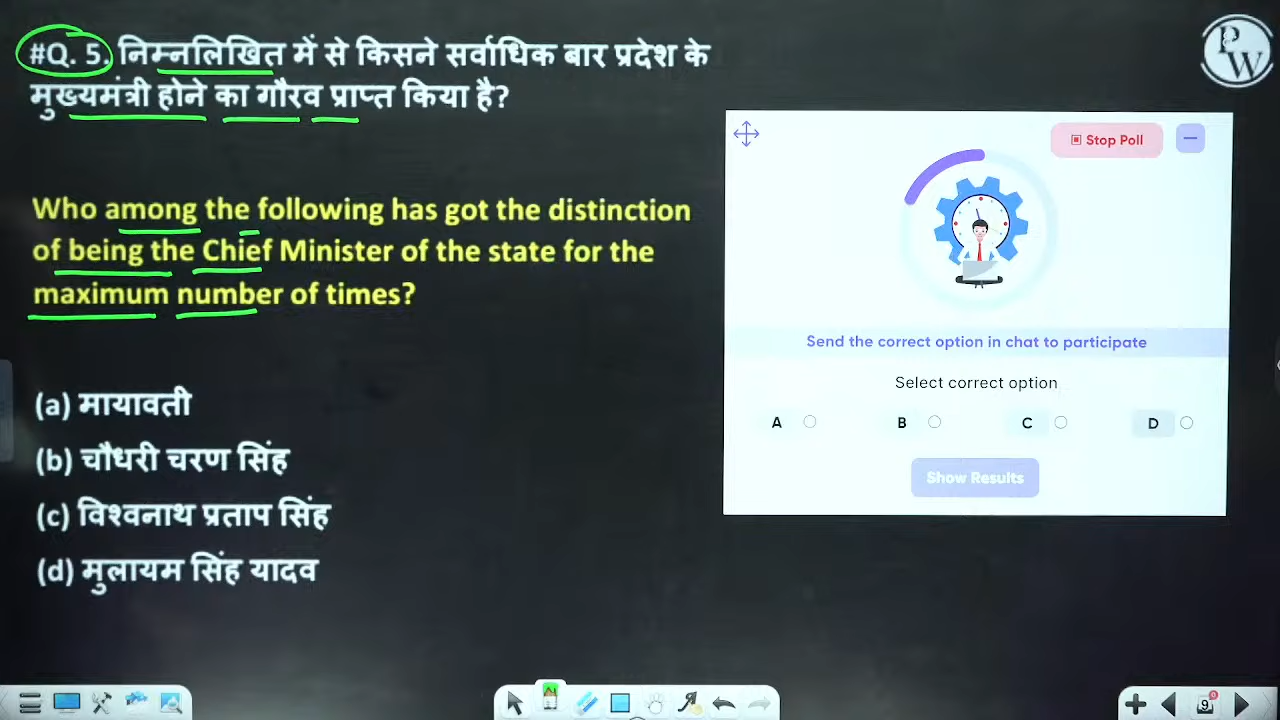 #Q. 5. निम्नलिखित में से किसने सर्वाधिक बार प्रदेश के
मुख्यमंत्री होने का गौरव प्राप्त किया है?
PW
Who among the following has got the distinction
of being the Chief Minister of the state for the
maximum number of times?
(a) मायावती
(b) चौधरी चरण सिंह
(c) विश्वनाथ प्रताप सिंह
(d) मुलायम सिंह यादव
Stop Poll
Send the correct option in chat to participate
Select correct option
A B C D
Show Results
9